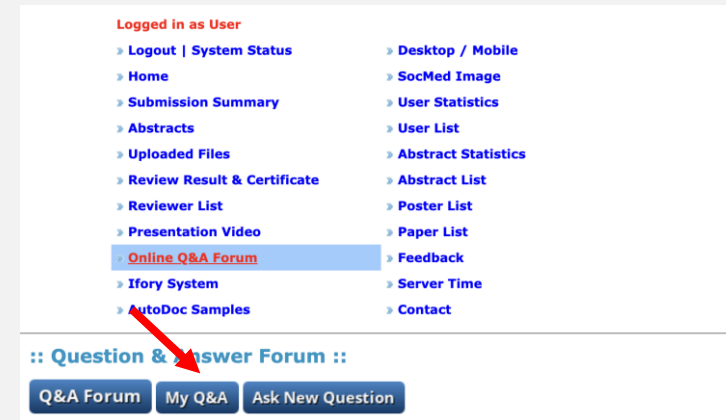 Logged in as User
» Logout | System Status
» Home
» Submission Summary
» Abstracts
» Uploaded Files
» Review Result & Certificate
» Reviewer List
» Presentation Video
» Online Q&A Forum
» Ifory System
» AutoDoc Samples
» Desktop / Mobile
» SocMed Image
» User Statistics
» User List
» Abstract Statistics
» Abstract List
» Poster List
» Paper List
» Feedback
» Server Time
» Contact
:: Question & Answer Forum ::
Q&A Forum My Q&A Ask New Question